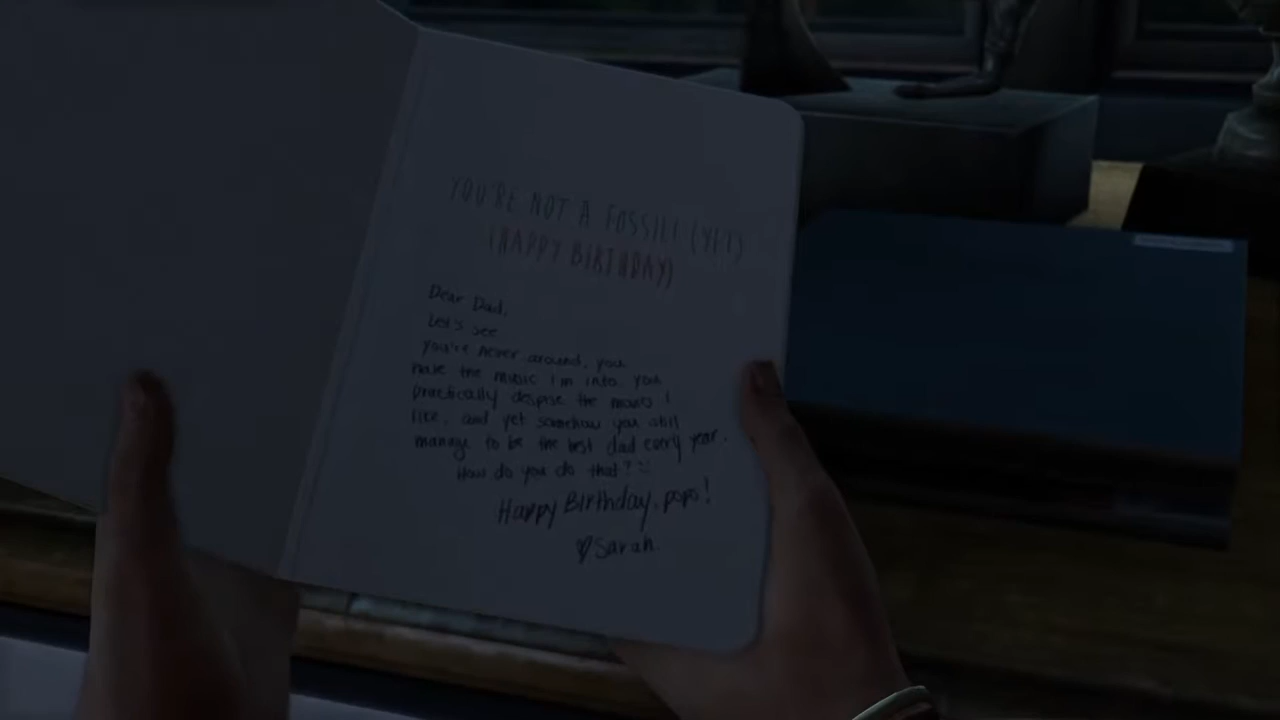 YOU'RE NOT A FOSSIL! (YET)
(HAPPY BIRTHDAY)
Dear Dad,
Let's see
you're never around, you
hate the music i'm into, you
practically despise the movies i
like, and yet somehow you still
manage to be the best dad every year.
How do you do that? :)
Happy Birthday, pops!
♡ Sarah